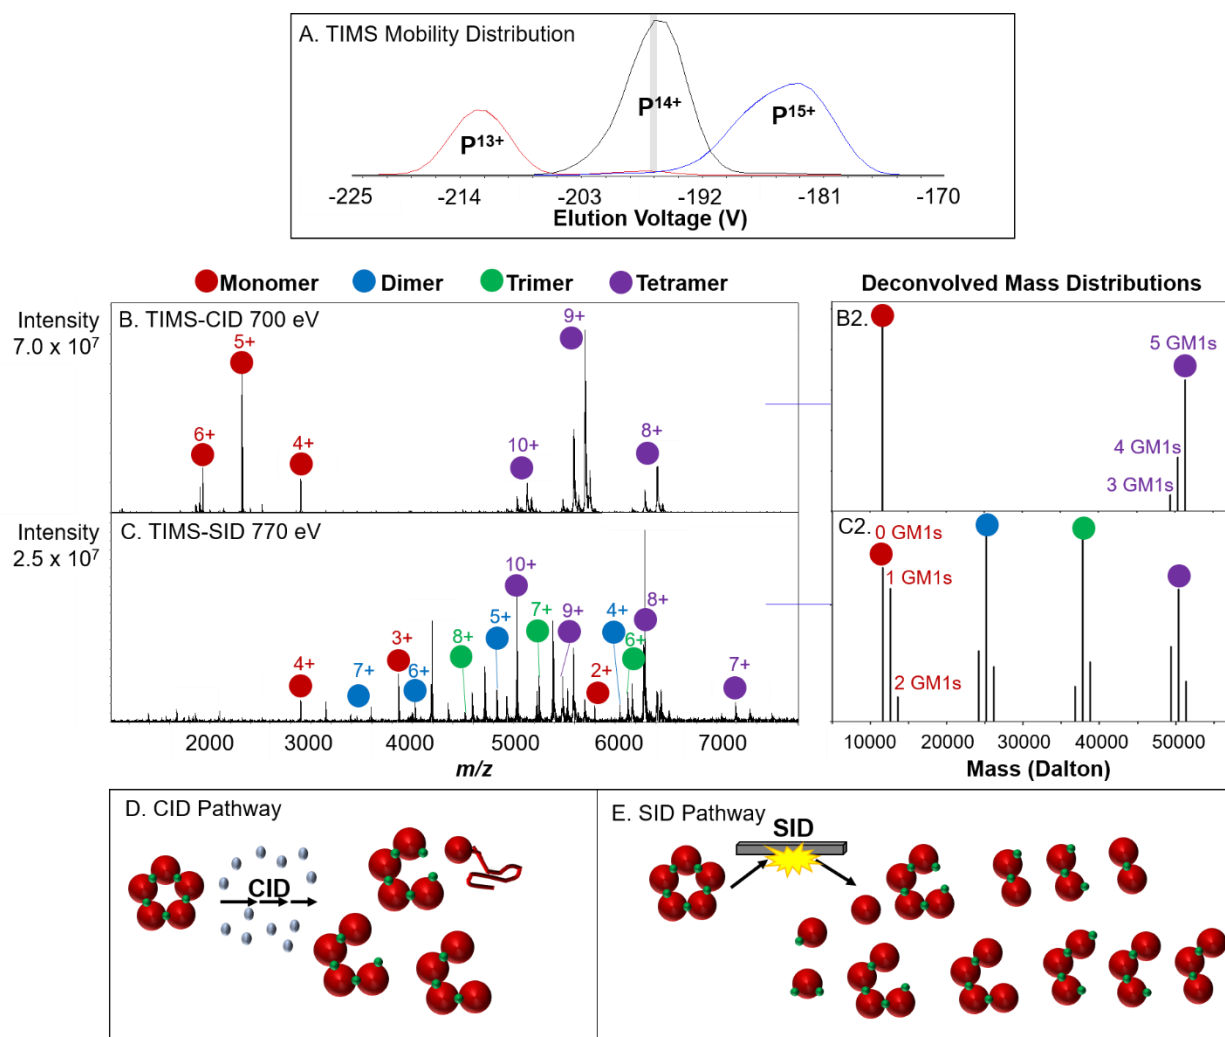 A. TIMS Mobility Distribution
P13+
P14+
P15+
-225 -214 -203 -192 -181 -170
Elution Voltage (V)
Monomer Dimer Trimer Tetramer
Deconvolved Mass Distributions
Intensity
7.0 x 10⁷
B. TIMS-CID 700 eV
6+
5+
4+
10+
9+
8+
B2.
5 GM1s
4 GM1s
3 GM1s
Intensity
2.5 x 10⁷
C. TIMS-SID 770 eV
4+
7+
3+
6+
8+
5+
10+
7+
9+
2+
4+
6+
8+
7+
2000 3000 4000 5000 6000 7000
m/z
C2.
0 GM1s
1 GM1s
2 GM1s
10000 20000 30000 40000 50000
Mass (Dalton)
D. CID Pathway
CID
E. SID Pathway
SID